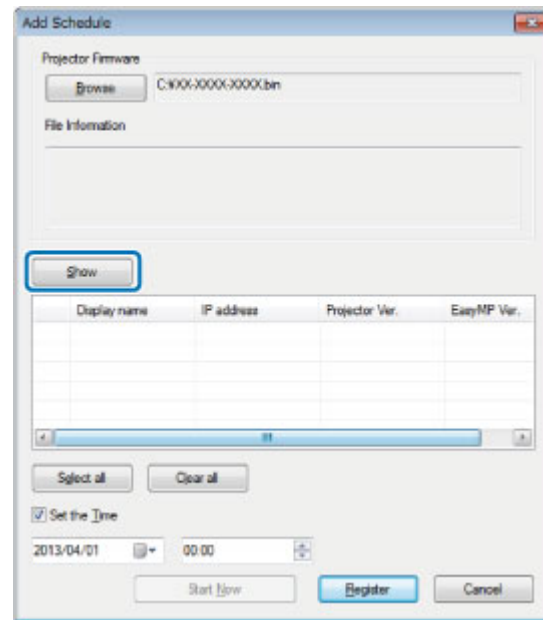 Add Schedule
Projector Firmware
Browse C:¥XX-XXXX-XXXX.bin
File Information
Show
Display name IP address Projector Ver. EasyMP Ver.
Select all Clear all
Set the Time
2013/04/01 00:00
Start Now Register Cancel